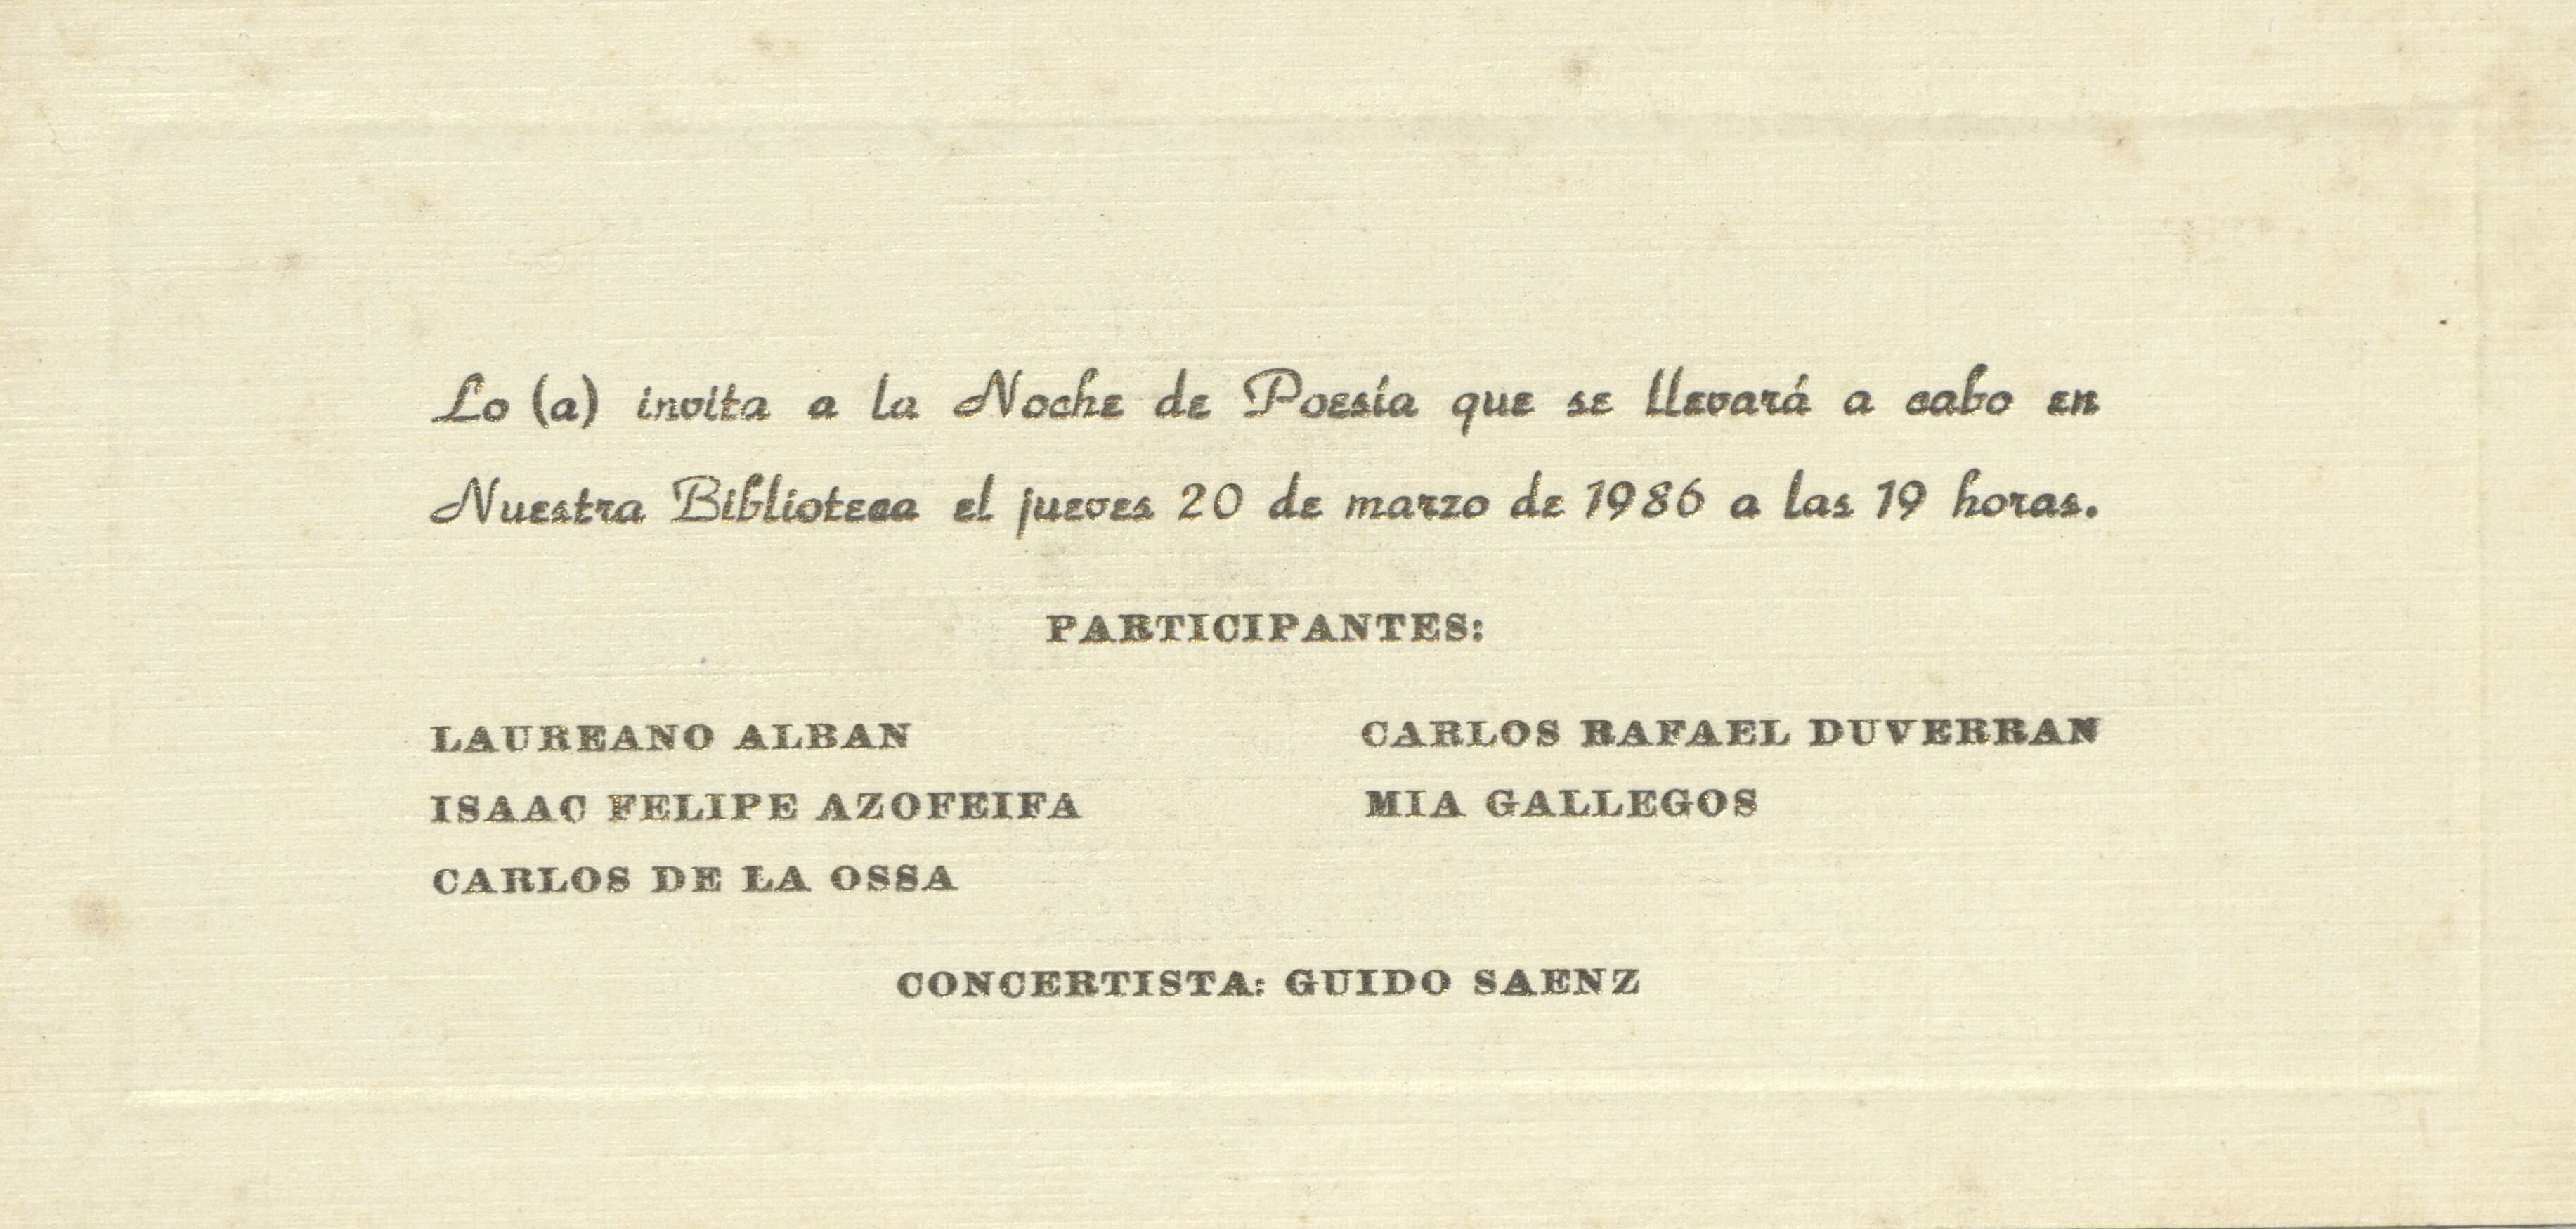 Lo (a) invita a la Noche de Poesía que se llevará a cabo en
Nuestra Biblioteca el jueves 20 de marzo de 1986 a las 19 horas.
PARTICIPANTES:
LAUREANO ALBAN
ISAAC FELIPE AZOFEIFA
CARLOS DE LA OSSA
CARLOS RAFAEL DUVERRAN
MIA GALLEGOS
CONCERTISTA: GUIDO SAENZ